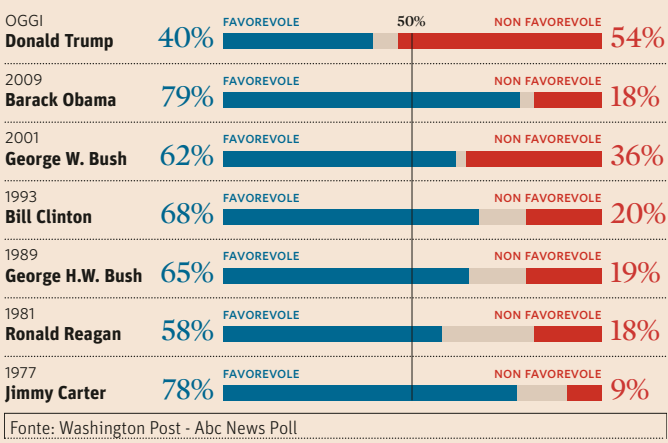 OGGI
Donald Trump 40% FAVOREVOLE 50% NON FAVOREVOLE 54%
2009
Barack Obama 79% FAVOREVOLE NON FAVOREVOLE 18%
2001
George W. Bush 62% FAVOREVOLE NON FAVOREVOLE 36%
1993
Bill Clinton 68% FAVOREVOLE NON FAVOREVOLE 20%
1989
George H.W. Bush 65% FAVOREVOLE NON FAVOREVOLE 19%
1981
Ronald Reagan 58% FAVOREVOLE NON FAVOREVOLE 18%
1977
Jimmy Carter 78% FAVOREVOLE NON FAVOREVOLE 9%
Fonte: Washington Post - Abc News Poll